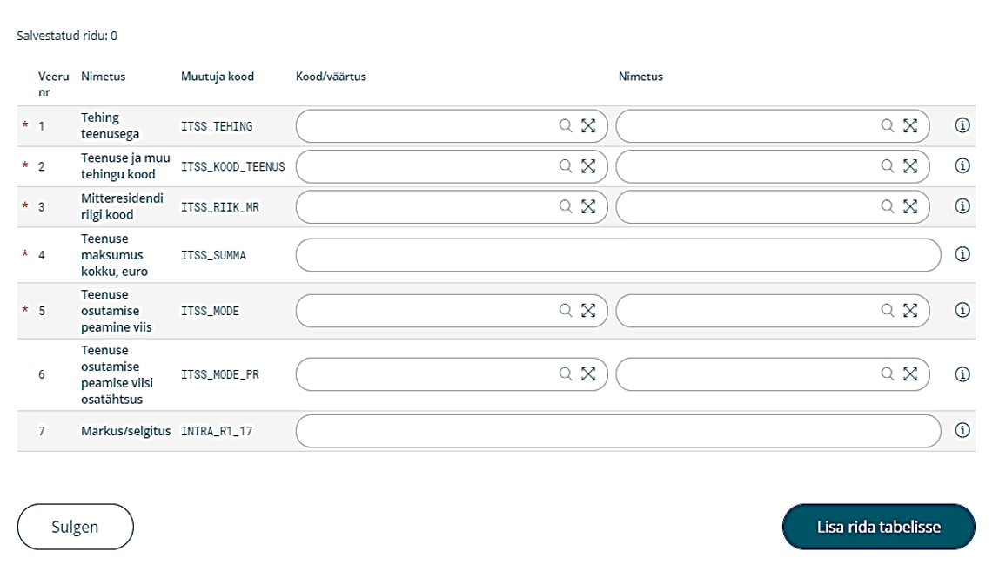 Salvestatud ridu: 0
Veeru nr Nimetus Muutuja kood Kood/väärtus Nimetus
* 1 Tehing teenusega ITSS_TEHING
* 2 Teenuse ja muu tehingu kood ITSS_KOOD_TEENUS
* 3 Mitteresidendi riigi kood ITSS_RIIK_MR
* 4 Teenuse maksumus kokku, euro ITSS_SUMMA
* 5 Teenuse osutamise peamine viis ITSS_MODE
6 Teenuse osutamise peamise viisi osatähtsus ITSS_MODE_PR
7 Märkus/selgitus INTRA_R1_17
Sulgen Lisa rida tabelisse